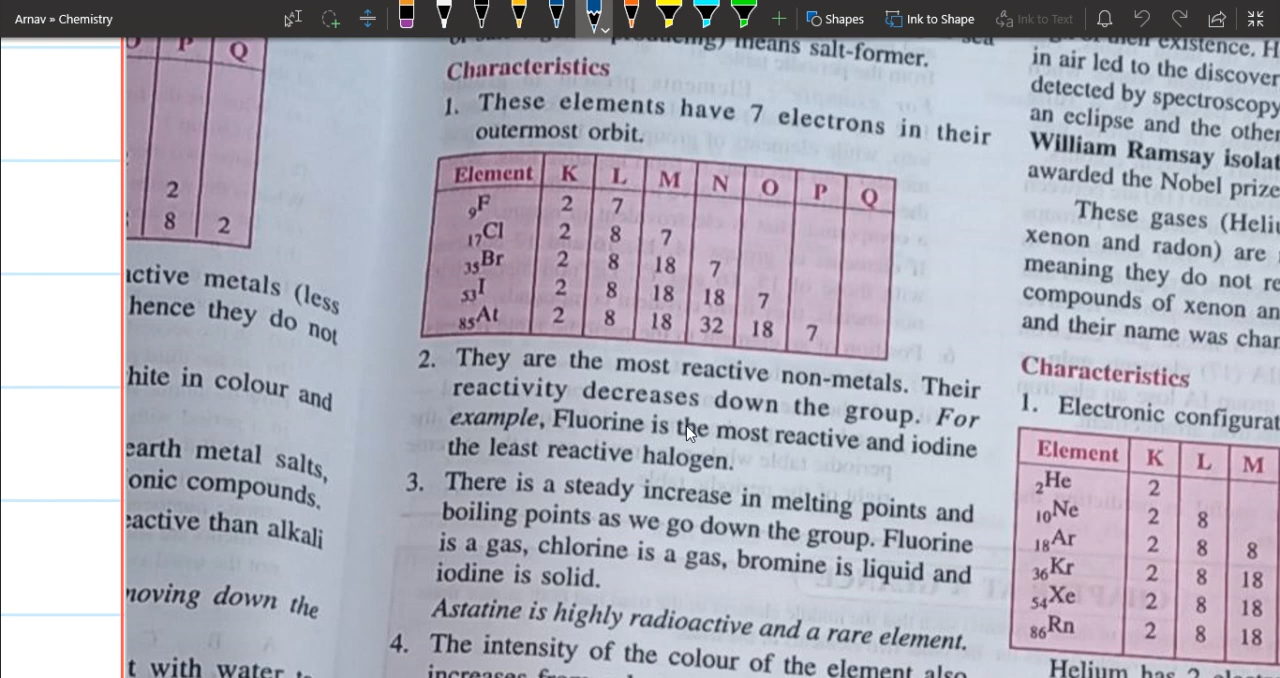 Arnav » Chemistry
Shapes
Ink to Shape
Ink to Text
P Q
2
8 2
active metals (less
hence they do not
white in colour and
earth metal salts,
onic compounds.
eactive than alkali
moving down the
t with water
means salt-former.
Characteristics
1. These elements have 7 electrons in their
outermost orbit.
Element K L M N O P Q
9F 2 7
17Cl 2 8 7
35Br 2 8 18 7
53I 2 8 18 18 7
85At 2 8 18 32 18 7
2. They are the most reactive non-metals. Their
reactivity decreases down the group. For
example, Fluorine is the most reactive and iodine
the least reactive halogen.
3. There is a steady increase in melting points and
boiling points as we go down the group. Fluorine
is a gas, chlorine is a gas, bromine is liquid and
iodine is solid.
Astatine is highly radioactive and a rare element.
4. The intensity of the colour of the element also
existence. H
in air led to the discover
detected by spectroscopy
an eclipse and the other
William Ramsay isolat
awarded the Nobel prize
These gases (Heliu
xenon and radon) are
meaning they do not re
compounds of xenon an
and their name was chan
Characteristics
1. Electronic configurat
Element K L M
2He 2
10Ne 2 8
18Ar 2 8 8
36Kr 2 8 18
54Xe 2 8 18
86Rn 2 8 18
Helium has 2